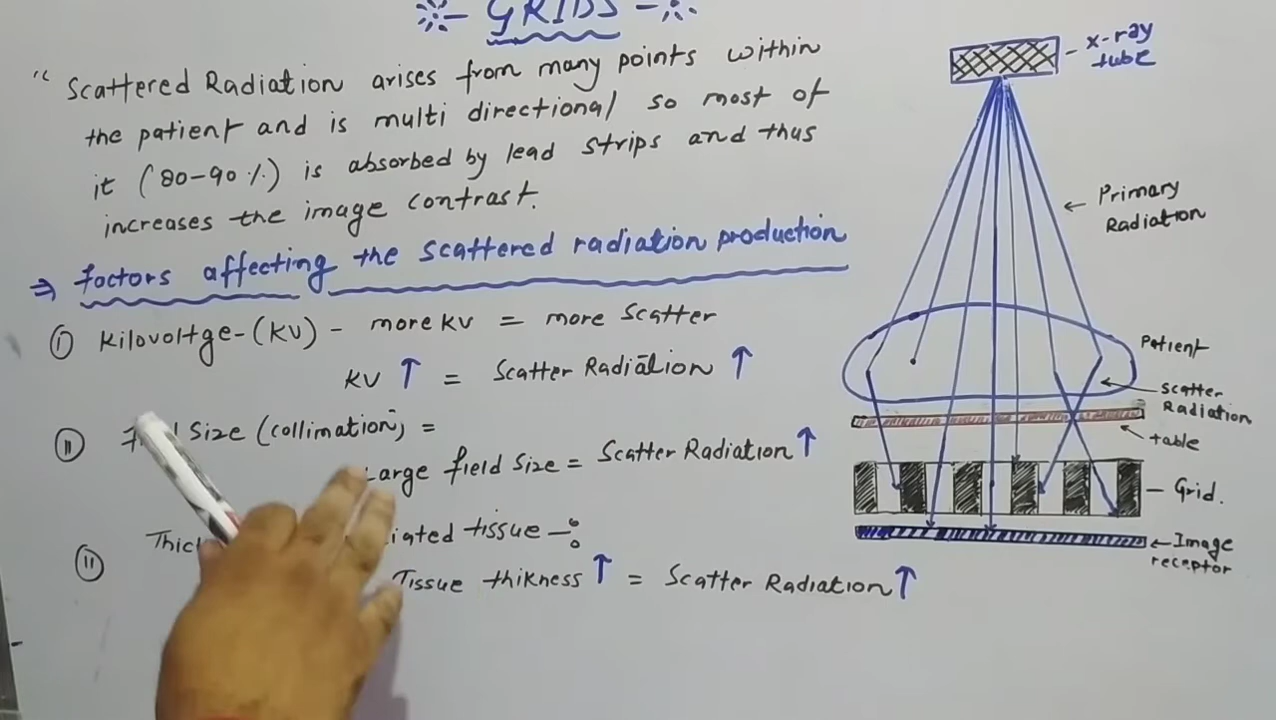 GRIDS
" Scattered Radiation arises from many points within
the patient and is multi directional so most of
it (80-90%) is absorbed by lead strips and thus
increases the image contrast.
⇒ factors affecting the scattered radiation production
(I) Kilovoltge-(KV) - more KV = more scatter
KV ↑ = Scatter Radiation ↑
(II) Size (collimation) =
Large field Size = Scatter Radiation ↑
tissue -:
(II) Tissue thikness ↑ = Scatter Radiation ↑
x-ray
tube
Primary
Radiation
Patient
Scatter
Radiation
table
Grid.
Image
receptor